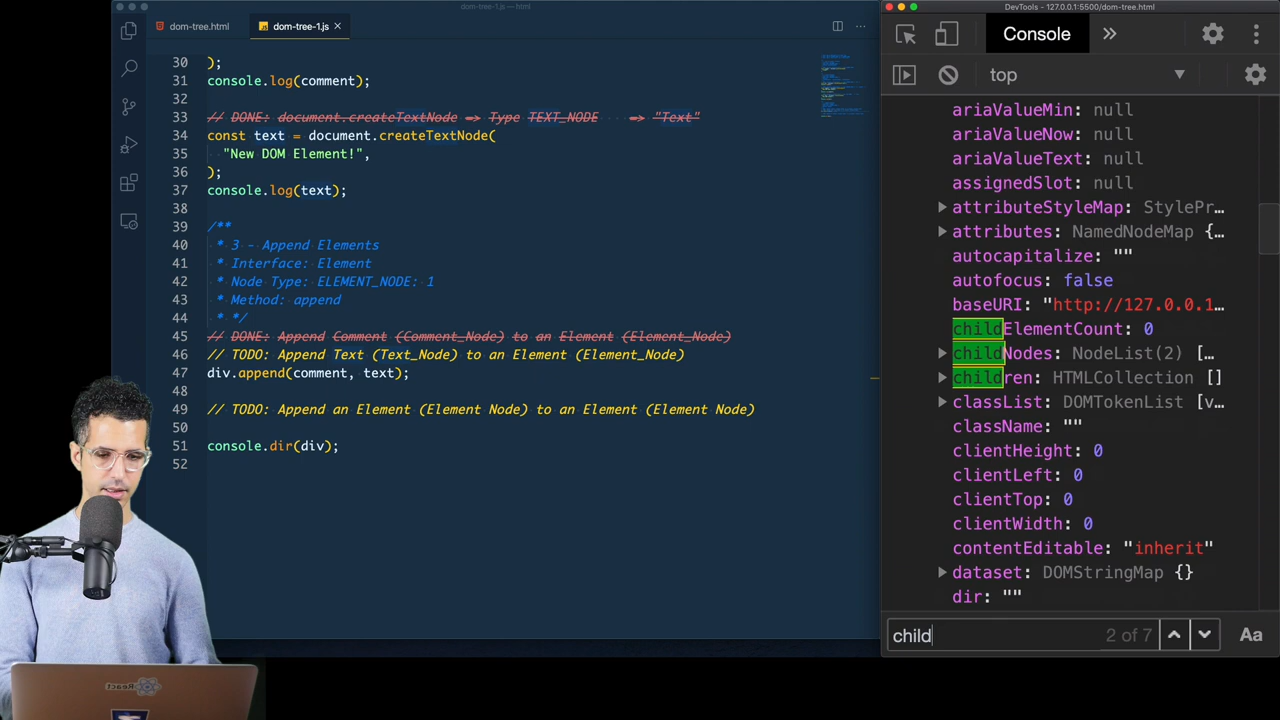 dom-tree-1.js — html
dom-tree.html
dom-tree-1.js
30 );
31 console.log(comment);
32
33 // DONE: document.createTextNode => Type TEXT_NODE => "Text"
34 const text = document.createTextNode(
35 "New DOM Element!",
36 );
37 console.log(text);
38
39 /**
40 * 3 - Append Elements
41 * Interface: Element
42 * Node Type: ELEMENT_NODE: 1
43 * Method: append
44 * */
45 // DONE: Append Comment (Comment_Node) to an Element (Element_Node)
46 // TODO: Append Text (Text_Node) to an Element (Element_Node)
47 div.append(comment, text);
48
49 // TODO: Append an Element (Element Node) to an Element (Element Node)
50
51 console.dir(div);
52
DevTools - 127.0.0.1:5500/dom-tree.html
Console
top
ariaValueMin: null
ariaValueNow: null
ariaValueText: null
assignedSlot: null
attributeStyleMap: StylePr…
attributes: NamedNodeMap {…
autocapitalize: ""
autofocus: false
baseURI: "http://127.0.0.1…
childElementCount: 0
childNodes: NodeList(2) […
children: HTMLCollection []
classList: DOMTokenList [v…
className: ""
clientHeight: 0
clientLeft: 0
clientTop: 0
clientWidth: 0
contentEditable: "inherit"
dataset: DOMStringMap {}
dir: ""
child
2 of 7
Aa